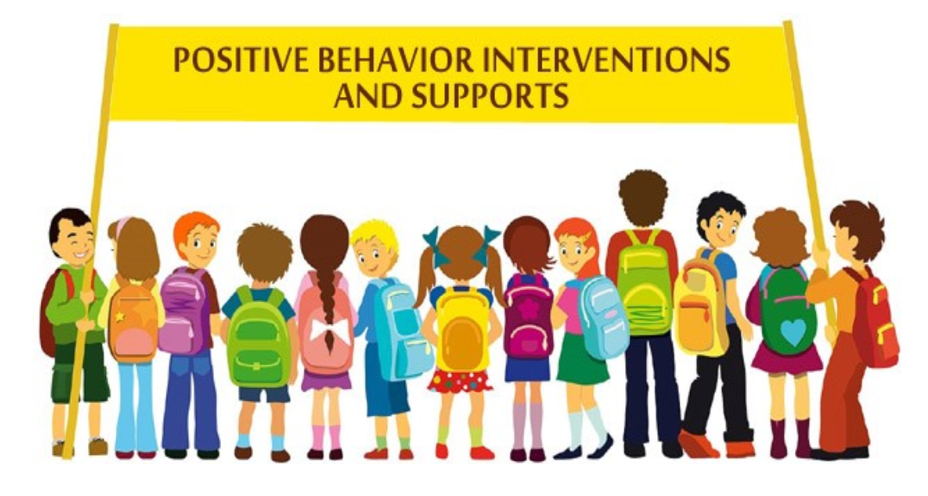 POSITIVE BEHAVIOR INTERVENTIONS
AND SUPPORTS